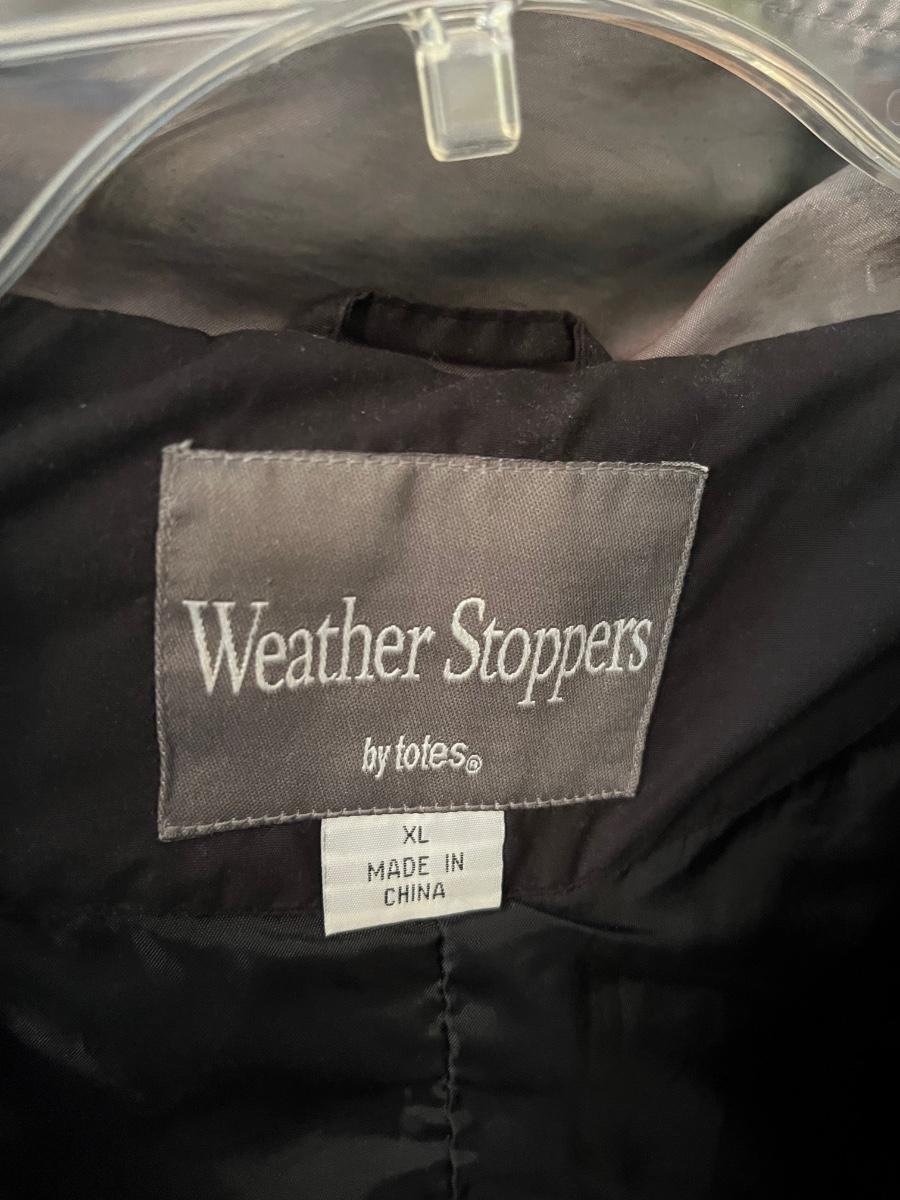 Weather Stoppers
by totes®
XL
MADE IN
CHINA